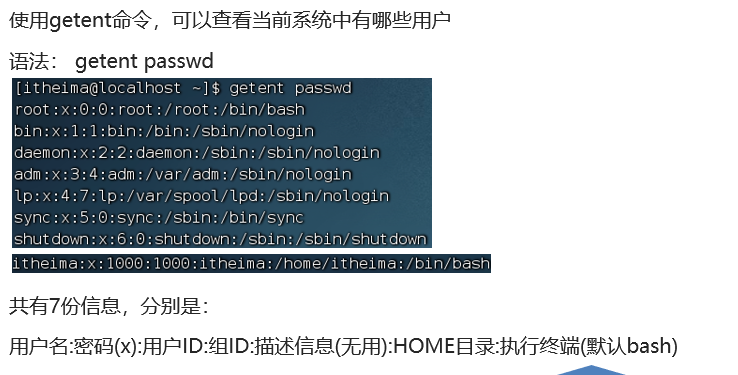 使用getent命令，可以查看当前系统中有哪些用户
语法： getent passwd
[itheima@localhost ~]$ getent passwd
root:x:0:0:root:/root:/bin/bash
bin:x:1:1:bin:/bin:/sbin/nologin
daemon:x:2:2:daemon:/sbin:/sbin/nologin
adm:x:3:4:adm:/var/adm:/sbin/nologin
lp:x:4:7:lp:/var/spool/lpd:/sbin/nologin
sync:x:5:0:sync:/sbin:/bin/sync
shutdown:x:6:0:shutdown:/sbin:/sbin/shutdown
itheima:x:1000:1000:itheima:/home/itheima:/bin/bash
共有7份信息，分别是：
用户名:密码(x):用户ID:组ID:描述信息(无用):HOME目录:执行终端(默认bash)